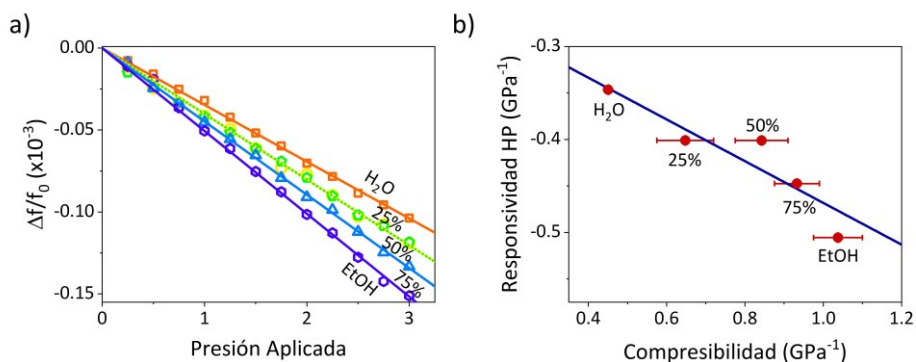 a)
Δf/f₀ (x10⁻³)
0.00
-0.05
-0.10
-0.15
0
1
2
3
Presión Aplicada
H₂O
25%
50%
75%
EtOH
b)
Responsividad HP (GPa⁻¹)
-0.3
-0.4
-0.5
0.4
0.6
0.8
1.0
1.2
Compresibilidad (GPa⁻¹)
H₂O
25%
50%
75%
EtOH